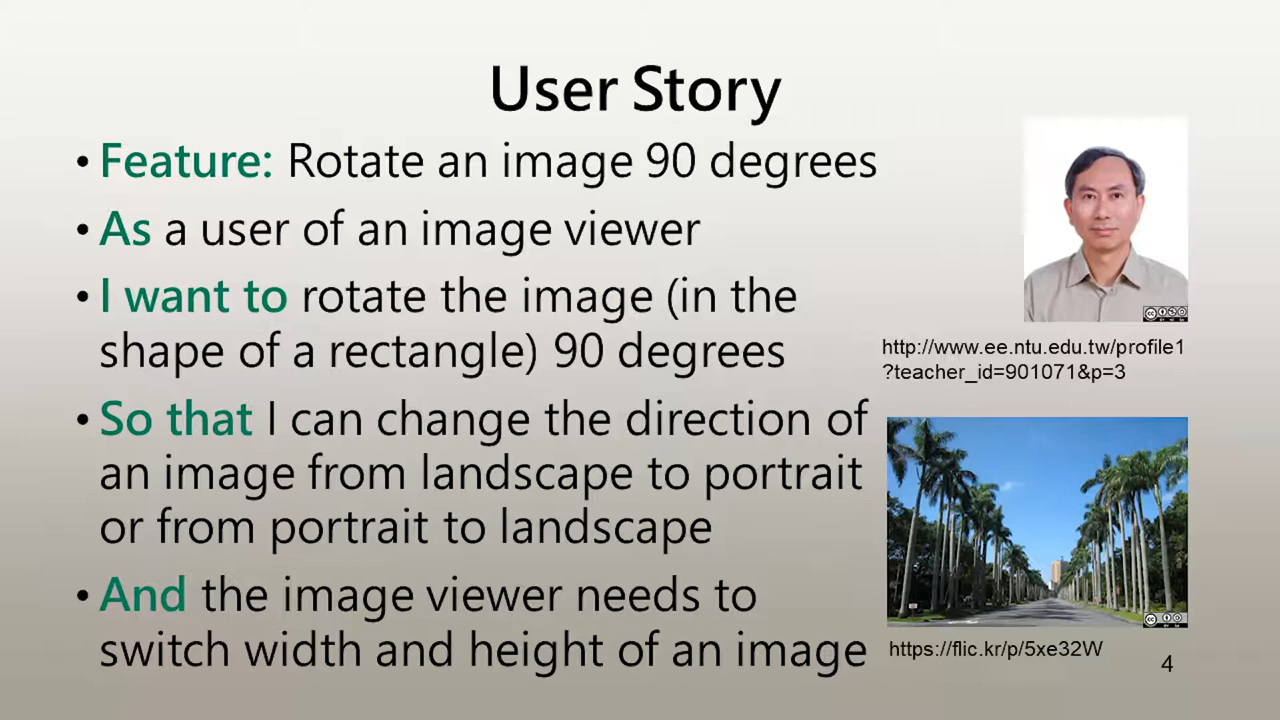 User Story
• Feature: Rotate an image 90 degrees
• As a user of an image viewer
• I want to rotate the image (in the
shape of a rectangle) 90 degrees
• So that I can change the direction of
an image from landscape to portrait
or from portrait to landscape
• And the image viewer needs to
switch width and height of an image
http://www.ee.ntu.edu.tw/profile1
?teacher_id=901071&p=3
https://flic.kr/p/5xe32W
4